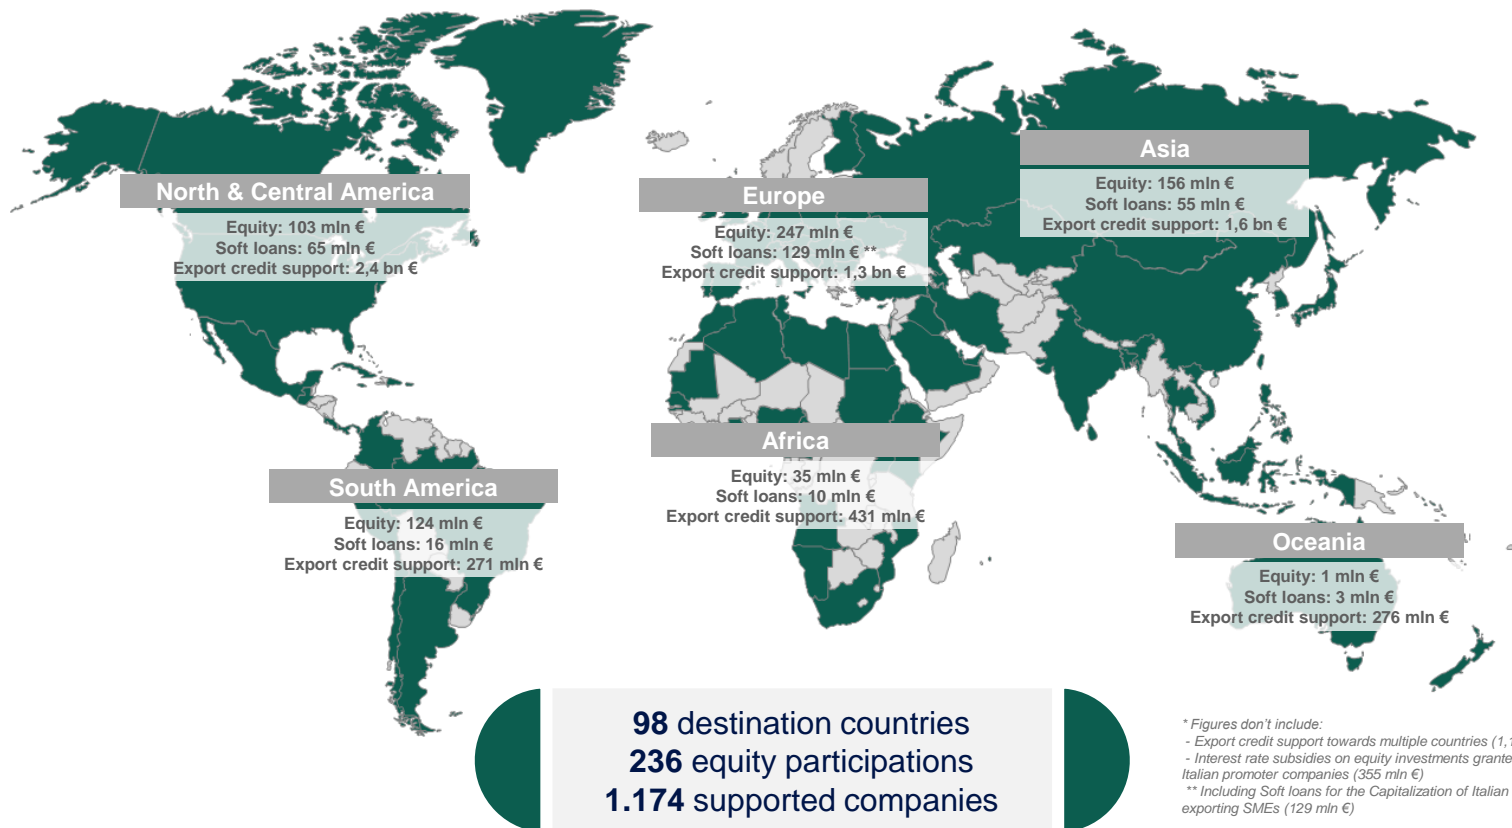 North & Central America
Equity: 103 mln €
Soft loans: 65 mln €
Export credit support: 2,4 bn €
Europe
Equity: 247 mln €
Soft loans: 129 mln € **
Export credit support: 1,3 bn €
Asia
Equity: 156 mln €
Soft loans: 55 mln €
Export credit support: 1,6 bn €
South America
Equity: 124 mln €
Soft loans: 16 mln €
Export credit support: 271 mln €
Africa
Equity: 35 mln €
Soft loans: 10 mln €
Export credit support: 431 mln €
Oceania
Equity: 1 mln €
Soft loans: 3 mln €
Export credit support: 276 mln €
98 destination countries
236 equity participations
1.174 supported companies
* Figures don't include:
- Export credit support towards multiple countries
- Interest rate subsidies on equity investments
Italian promoter companies (355 mln €)
** Including Soft loans for the Capitalization of Italian
exporting SMEs (129 mln €)